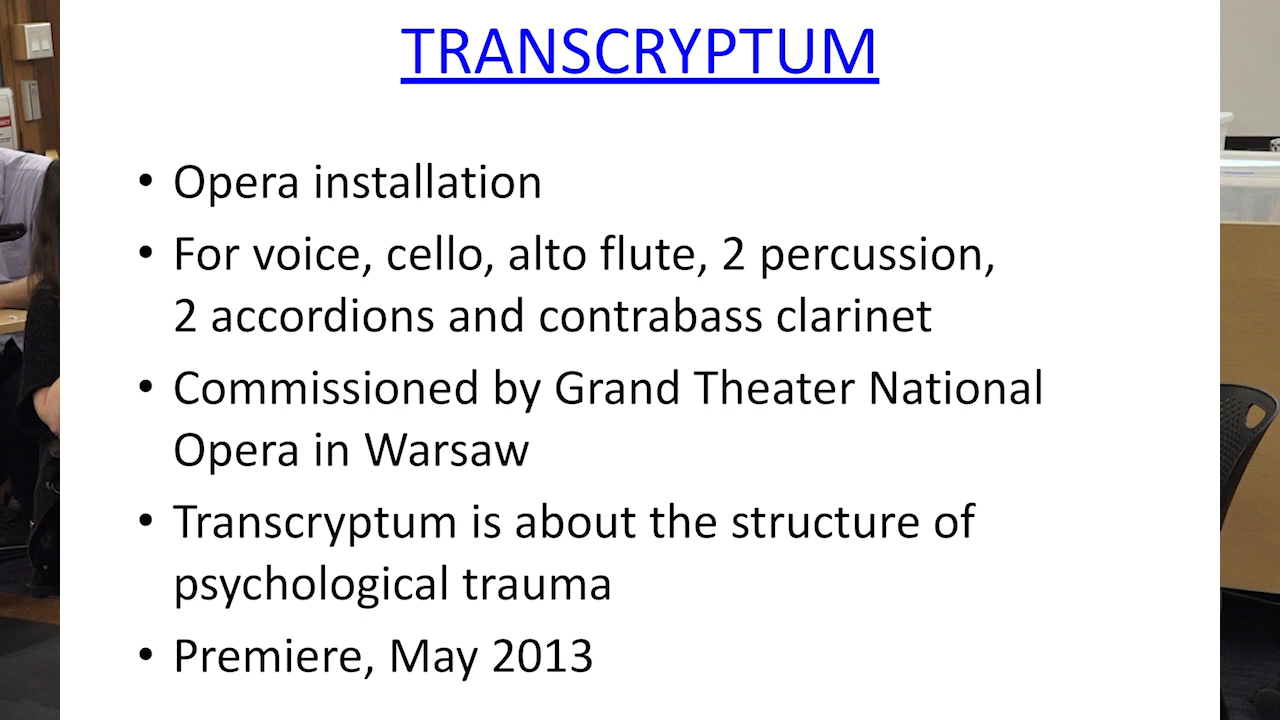 TRANSCRYPTUM
• Opera installation
• For voice, cello, alto flute, 2 percussion,
2 accordions and contrabass clarinet
• Commissioned by Grand Theater National
Opera in Warsaw
• Transcryptum is about the structure of
psychological trauma
• Premiere, May 2013